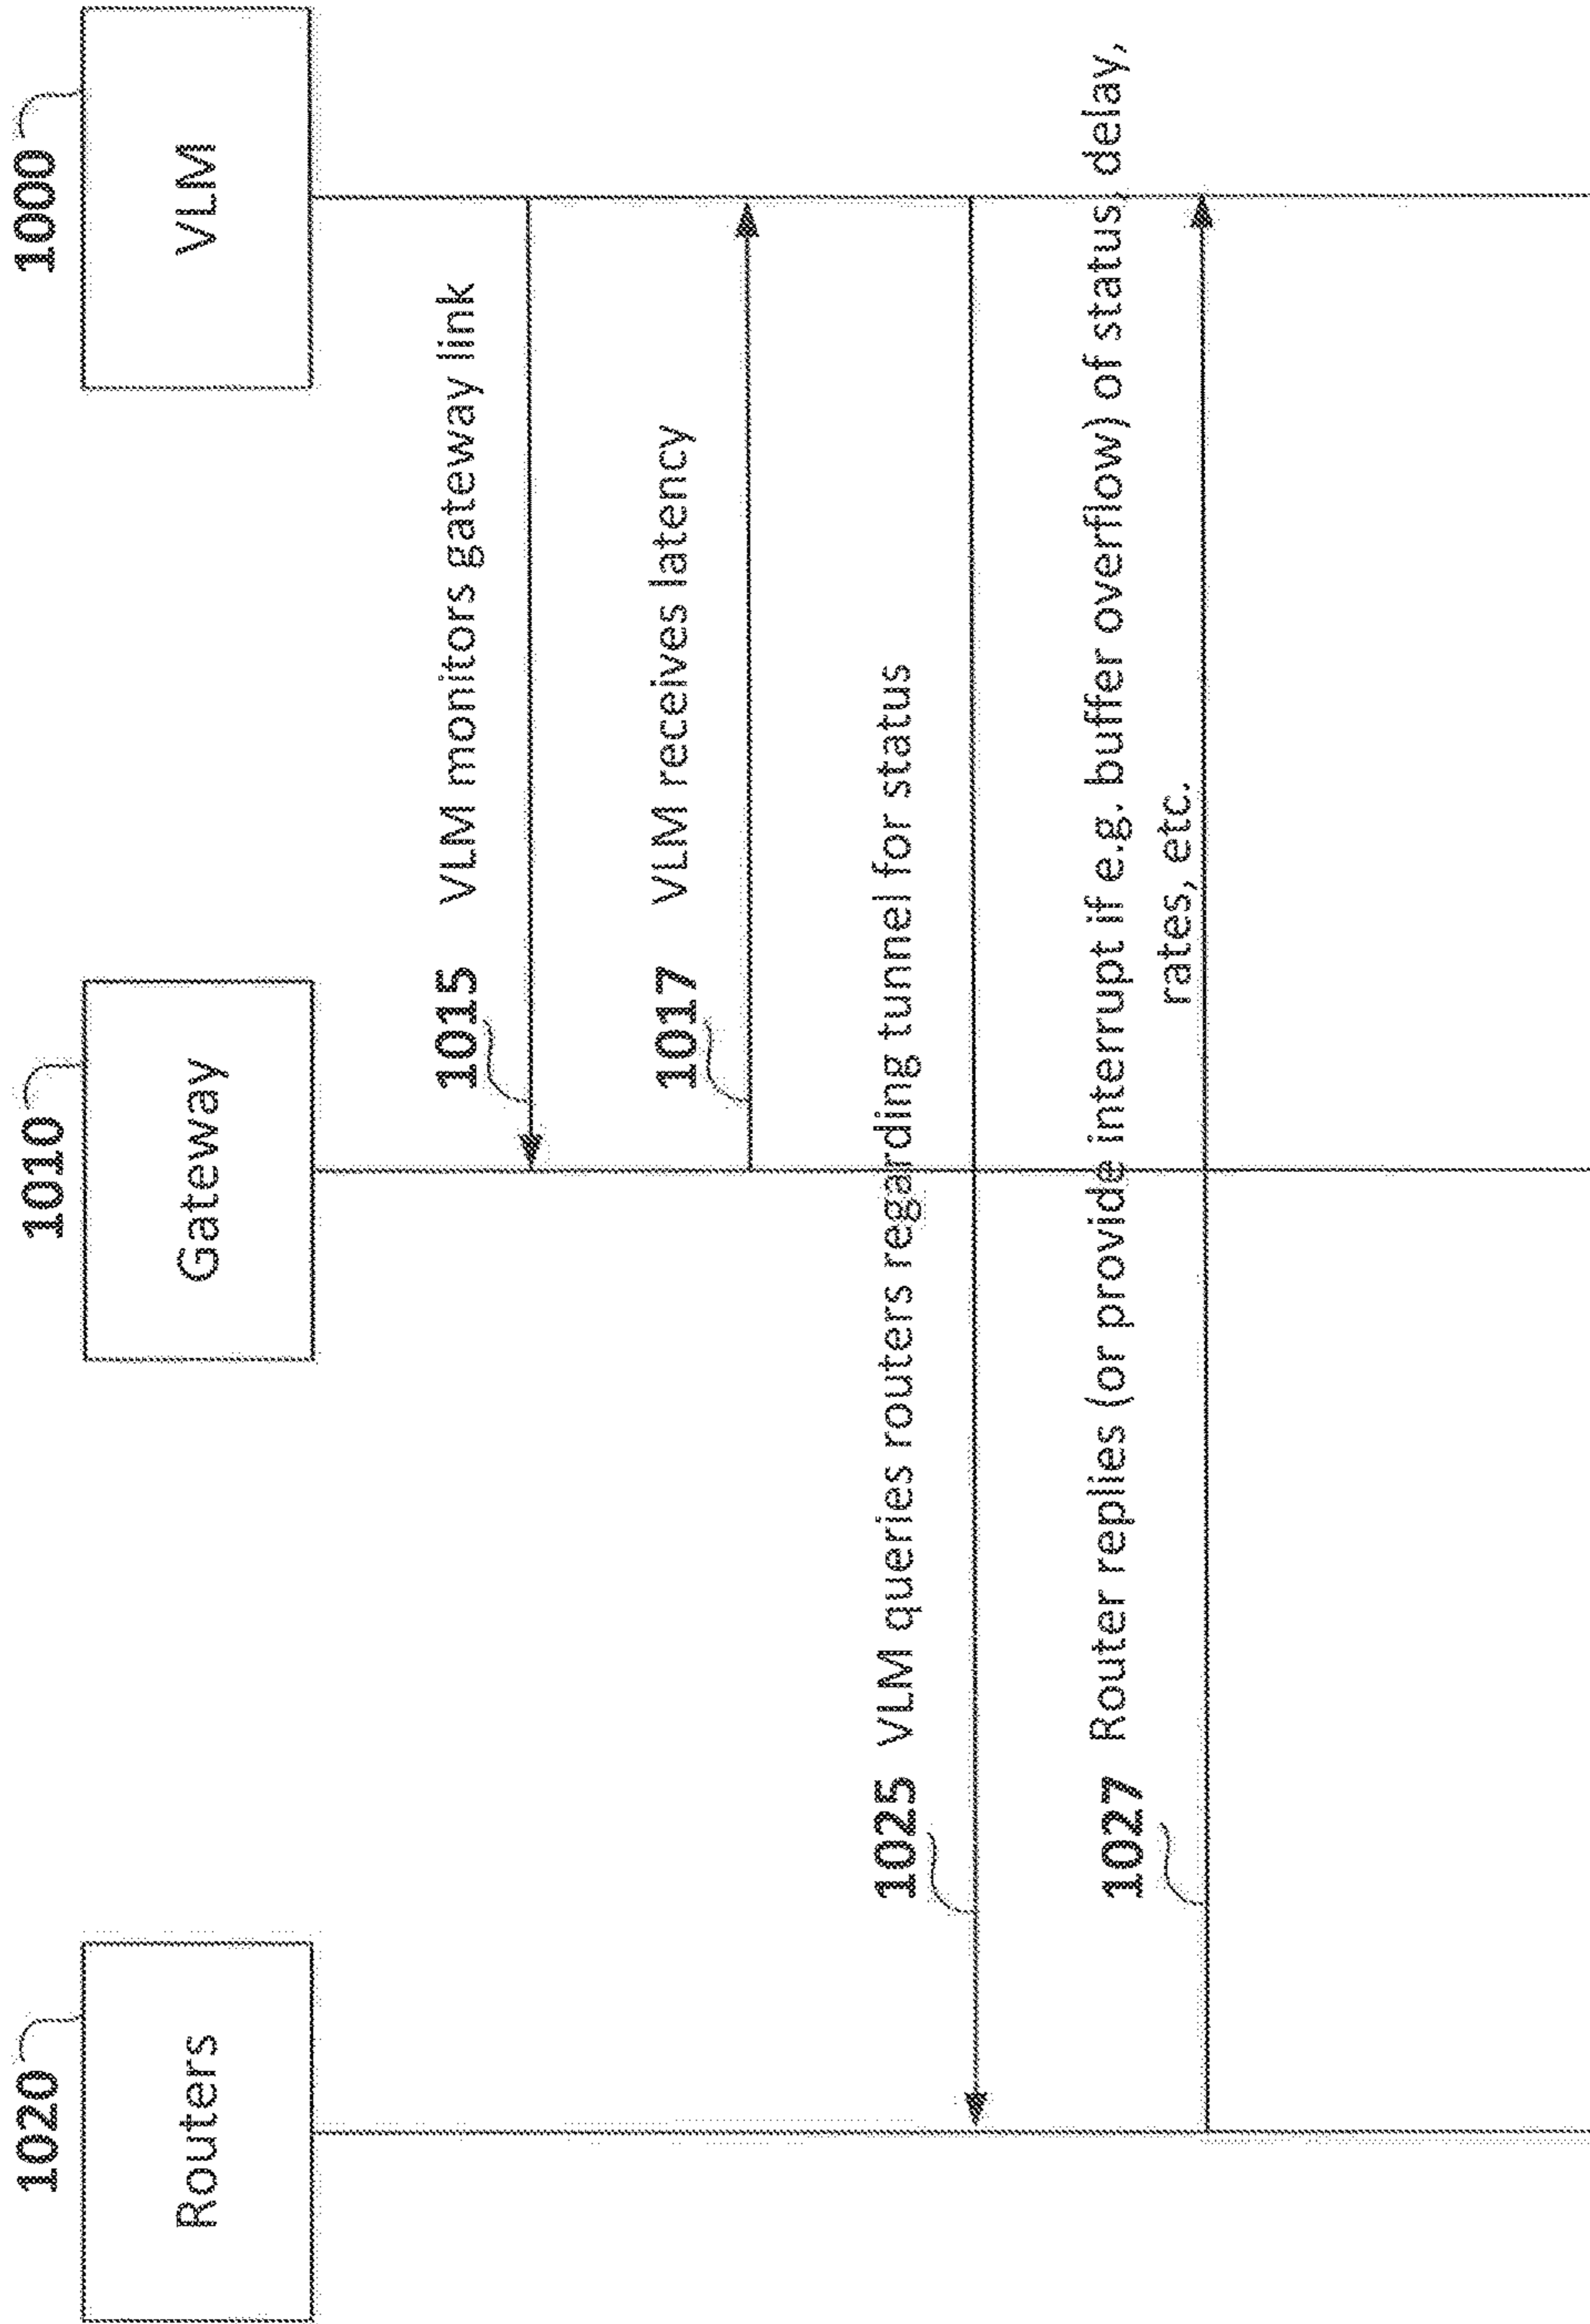 1020
1010
1000
Routers
Gateway
VLM
1015 VLM monitors gateway link
1017 VLM receives latency
1025 VLM queries routers regarding tunnel for status
1027 Router replies (or provide interrupt if e.g. buffer overflow) of status, delay,
rates, etc.